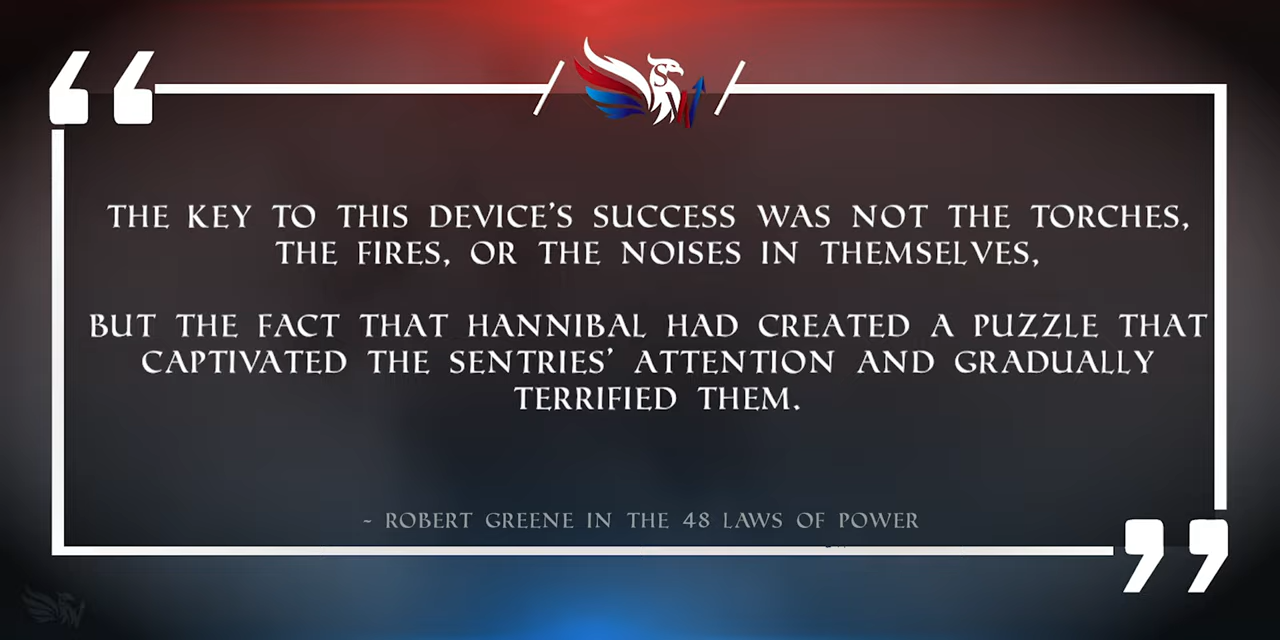 THE KEY TO THIS DEVICE'S SUCCESS WAS NOT THE TORCHES,
THE FIRES, OR THE NOISES IN THEMSELVES,
BUT THE FACT THAT HANNIBAL HAD CREATED A PUZZLE THAT
CAPTIVATED THE SENTRIES' ATTENTION AND GRADUALLY
TERRIFIED THEM.
~ ROBERT GREENE IN THE 48 LAWS OF POWER